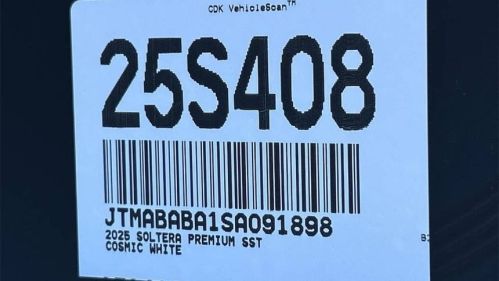 CDK VehicleScan™
25S408
JTMABABA1SA091898
2025 SOLTERA PREMIUM SST
COSMIC WHITE